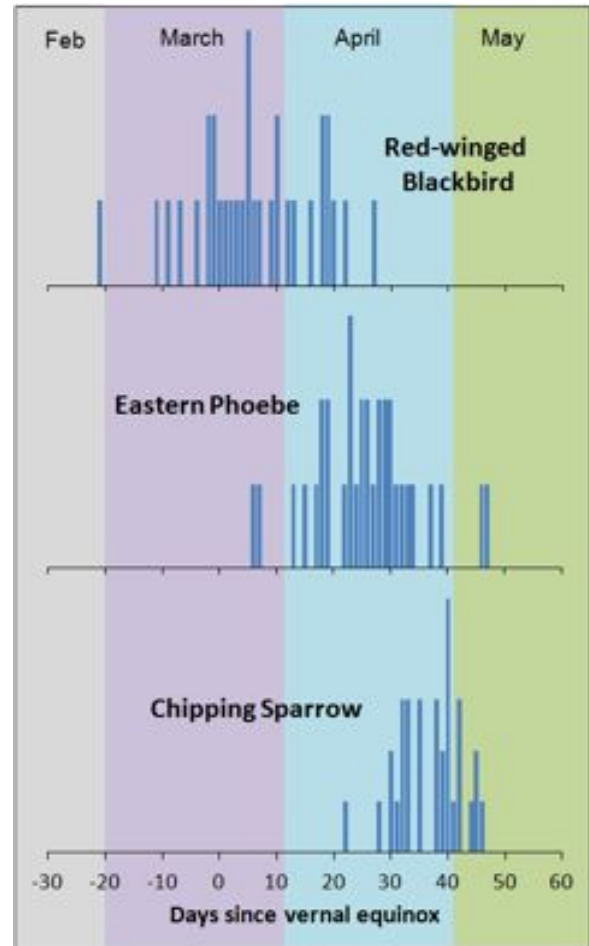 Feb March April May
Red-winged
Blackbird
Eastern Phoebe
Chipping Sparrow
-30 -20 -10 0 10 20 30 40 50 60
Days since vernal equinox